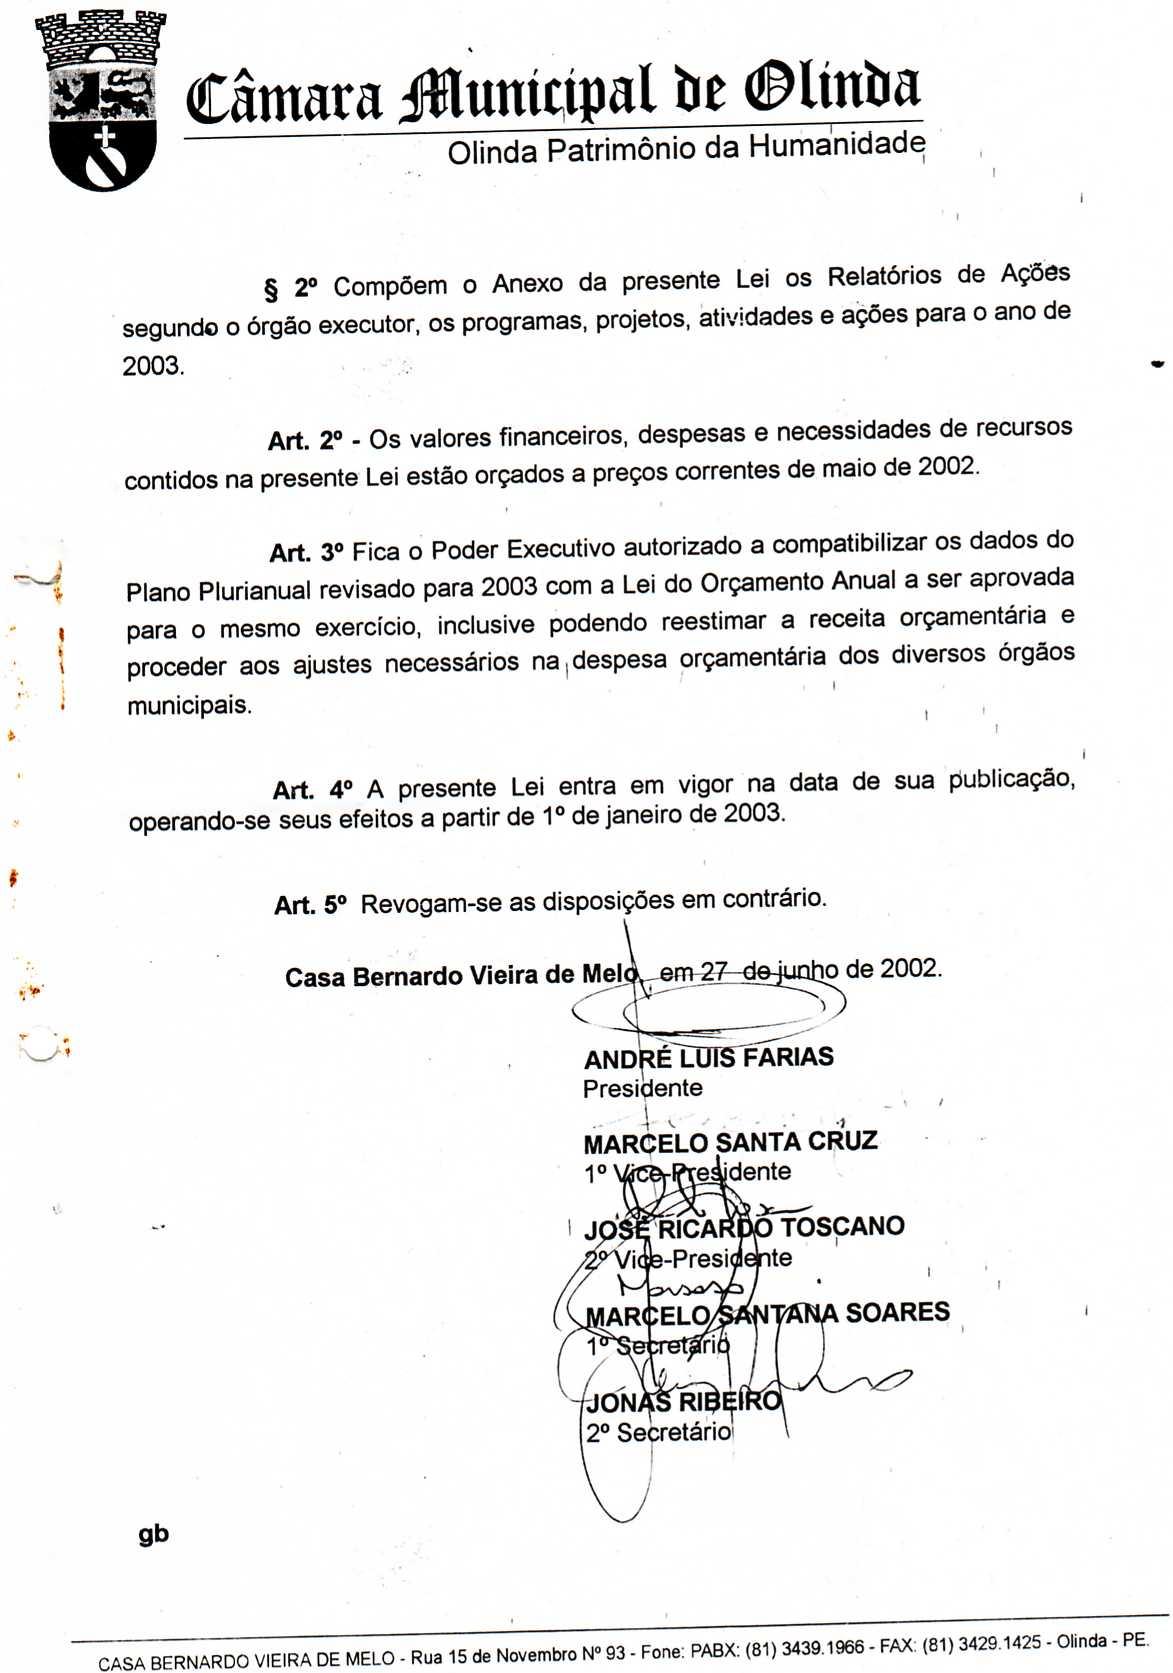 Câmara Municipal de Olinda
Olinda Patrimônio da Humanidade
§ 2º Compõem o Anexo da presente Lei os Relatórios de Ações
segundo o órgão executor, os programas, projetos, atividades e ações para o ano de
2003.
Art. 2º - Os valores financeiros, despesas e necessidades de recursos
contidos na presente Lei estão orçados a preços correntes de maio de 2002.
Art. 3º Fica o Poder Executivo autorizado a compatibilizar os dados do
Plano Plurianual revisado para 2003 com a Lei do Orçamento Anual a ser aprovada
para o mesmo exercício, inclusive podendo reestimar a receita orçamentária e
proceder aos ajustes necessários na despesa orçamentária dos diversos órgãos
municipais.
Art. 4º A presente Lei entra em vigor na data de sua publicação,
operando-se seus efeitos a partir de 1º de janeiro de 2003.
Art. 5º Revogam-se as disposições em contrário.
Casa Bernardo Vieira de Melo, em 27 de junho de 2002.
ANDRÉ LUIS FARIAS
Presidente
MARCELO SANTA CRUZ
1º Vice-Presidente
JOSÉ RICARDO TOSCANO
2º Vice-Presidente
MARCELO SANTANA SOARES
1º Secretário
JONAS RIBEIRO
2º Secretário
gb
CASA BERNARDO VIEIRA DE MELO - Rua 15 de Novembro Nº 93 - Fone: PABX: (81) 3439.1966 - FAX: (81) 3429.1425 - Olinda - PE.